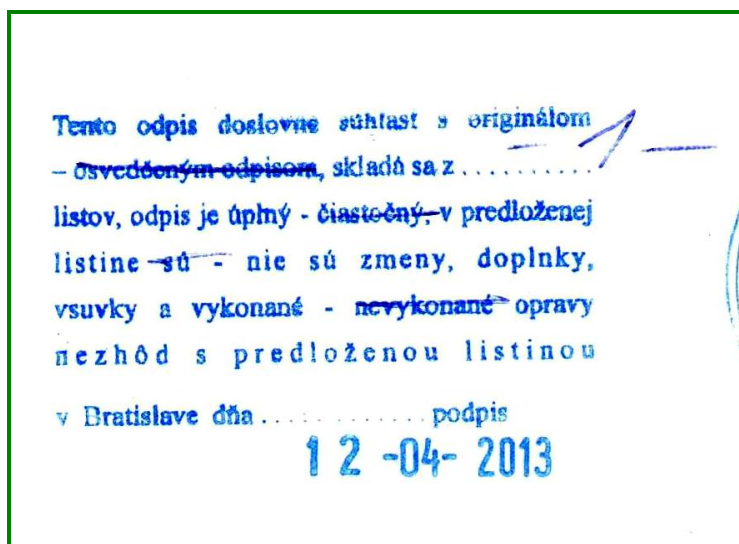 Tento odpis doslovne súhlasí s originálom
– osvedčeným odpisom, skladá sa z .......... - 1 -
listov, odpis je úplný - čiastočný, v predloženej
listine sú - nie sú zmeny, doplnky,
vsuvky a vykonané - nevykonané opravy
nezhôd s predloženou listinou
v Bratislave dňa ............. podpis
12 -04- 2013